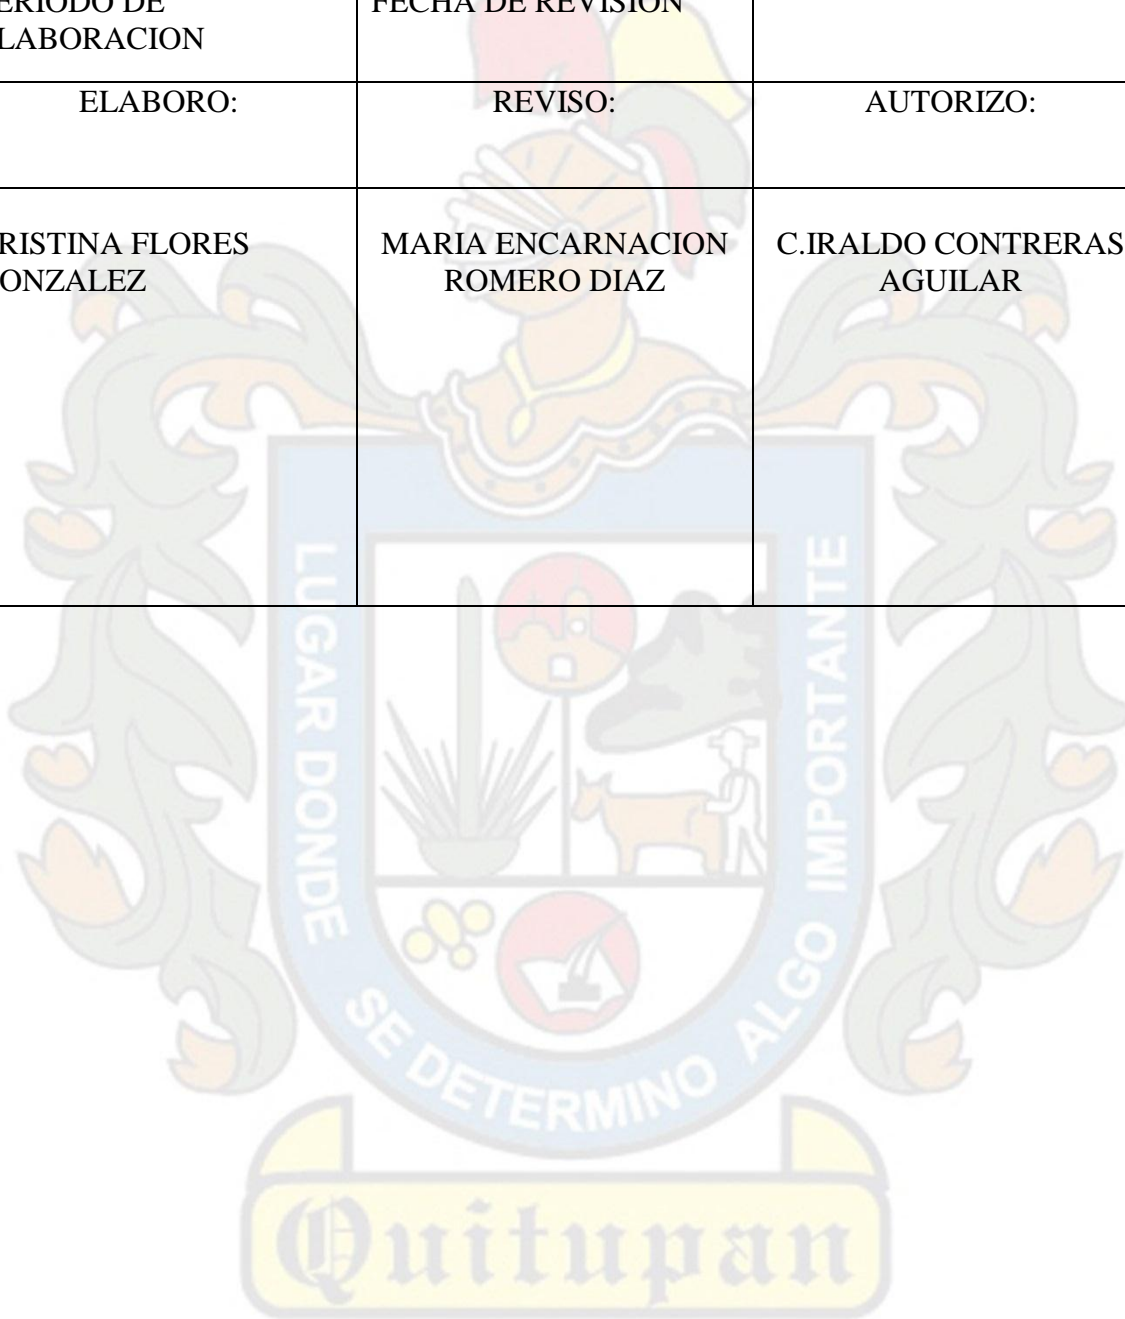 ERIODO DE
LABORACION
FECHA DE REVISION
ELABORO:
REVISO:
AUTORIZO:
RISTINA FLORES
ONZALEZ
MARIA ENCARNACION
ROMERO DIAZ
C.IRALDO CONTRERAS
AGUILAR
LUGAR DONDE SE DETERMINO ALGO IMPORTANTE
Quitupan